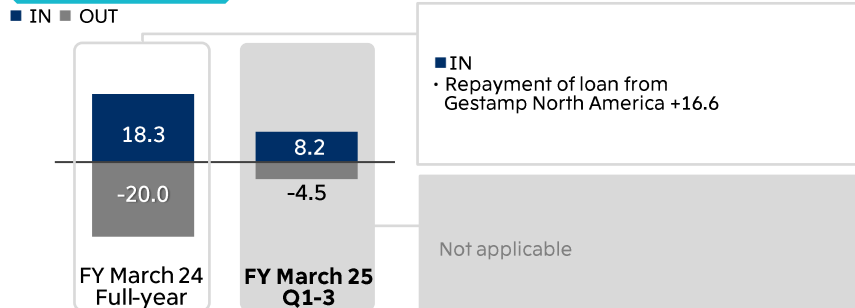 ■ IN ■ OUT
18.3
-20.0
FY March 24
Full-year
8.2
-4.5
FY March 25
Q1-3
■IN
・Repayment of loan from
Gestamp North America +16.6
Not applicable